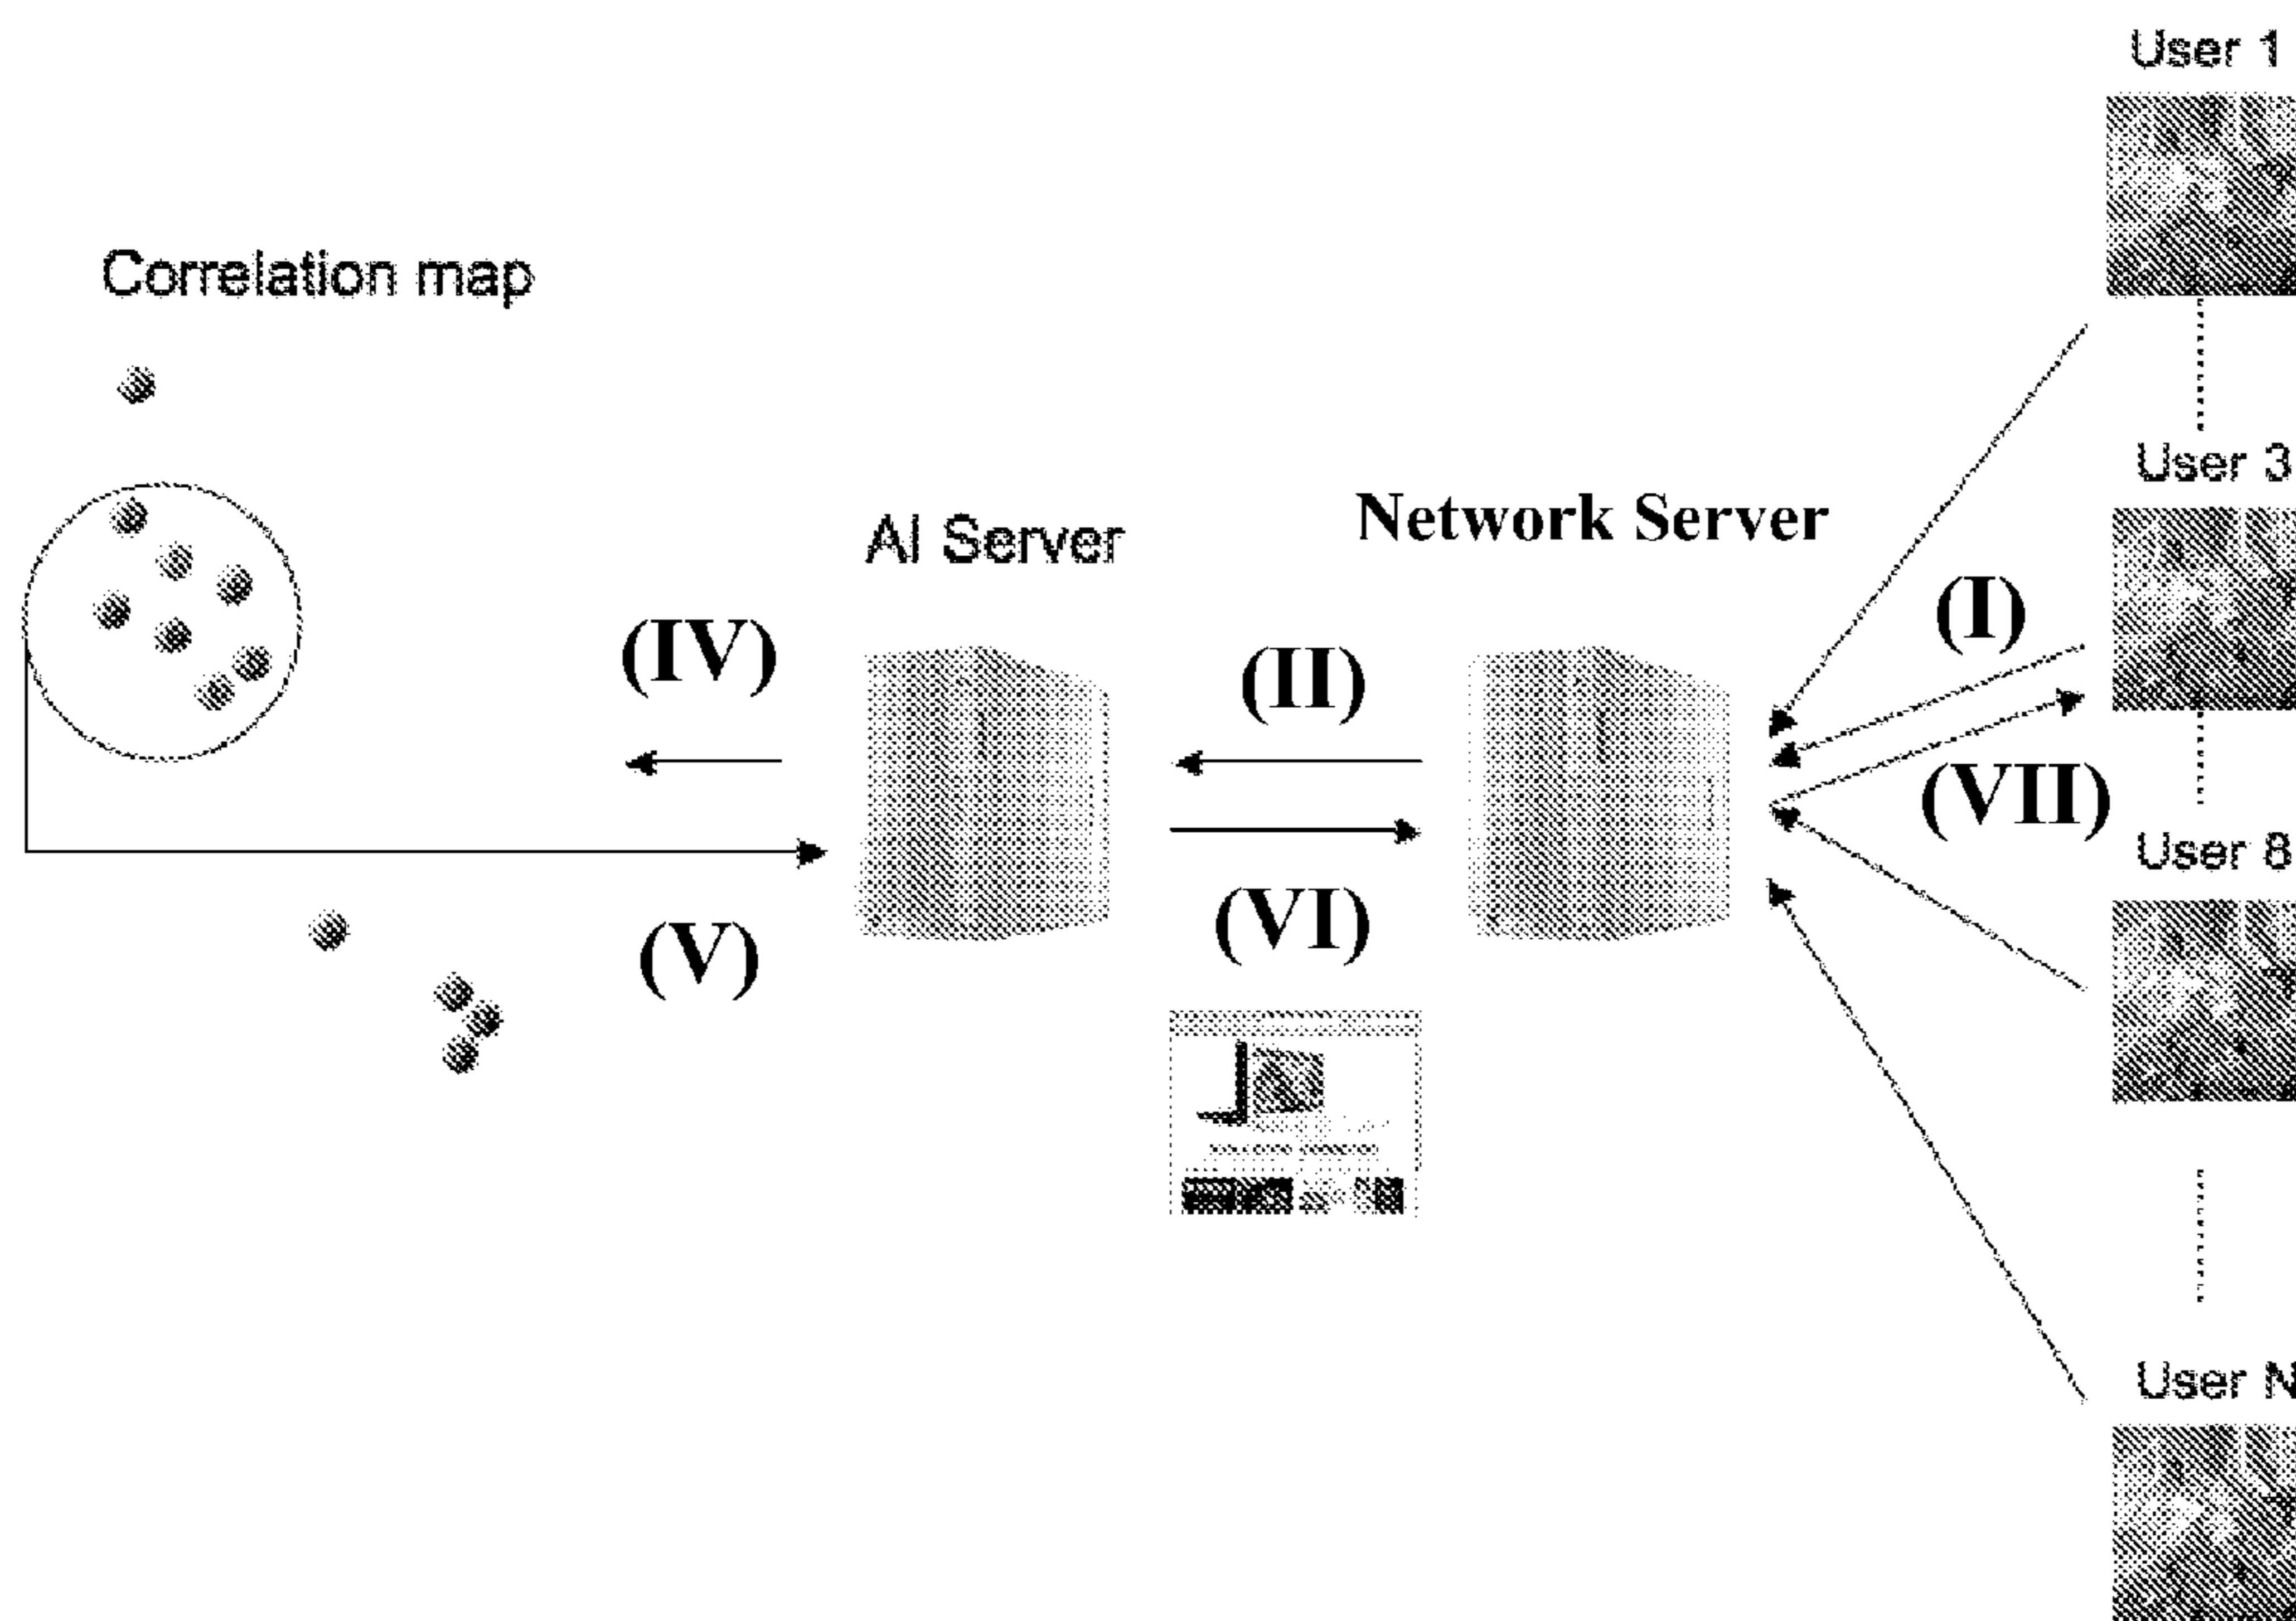 User 1
Correlation map
User 3
Network Server
AI Server
(I)
(IV)
(II)
(VII)
User 8
(VI)
(V)
User N